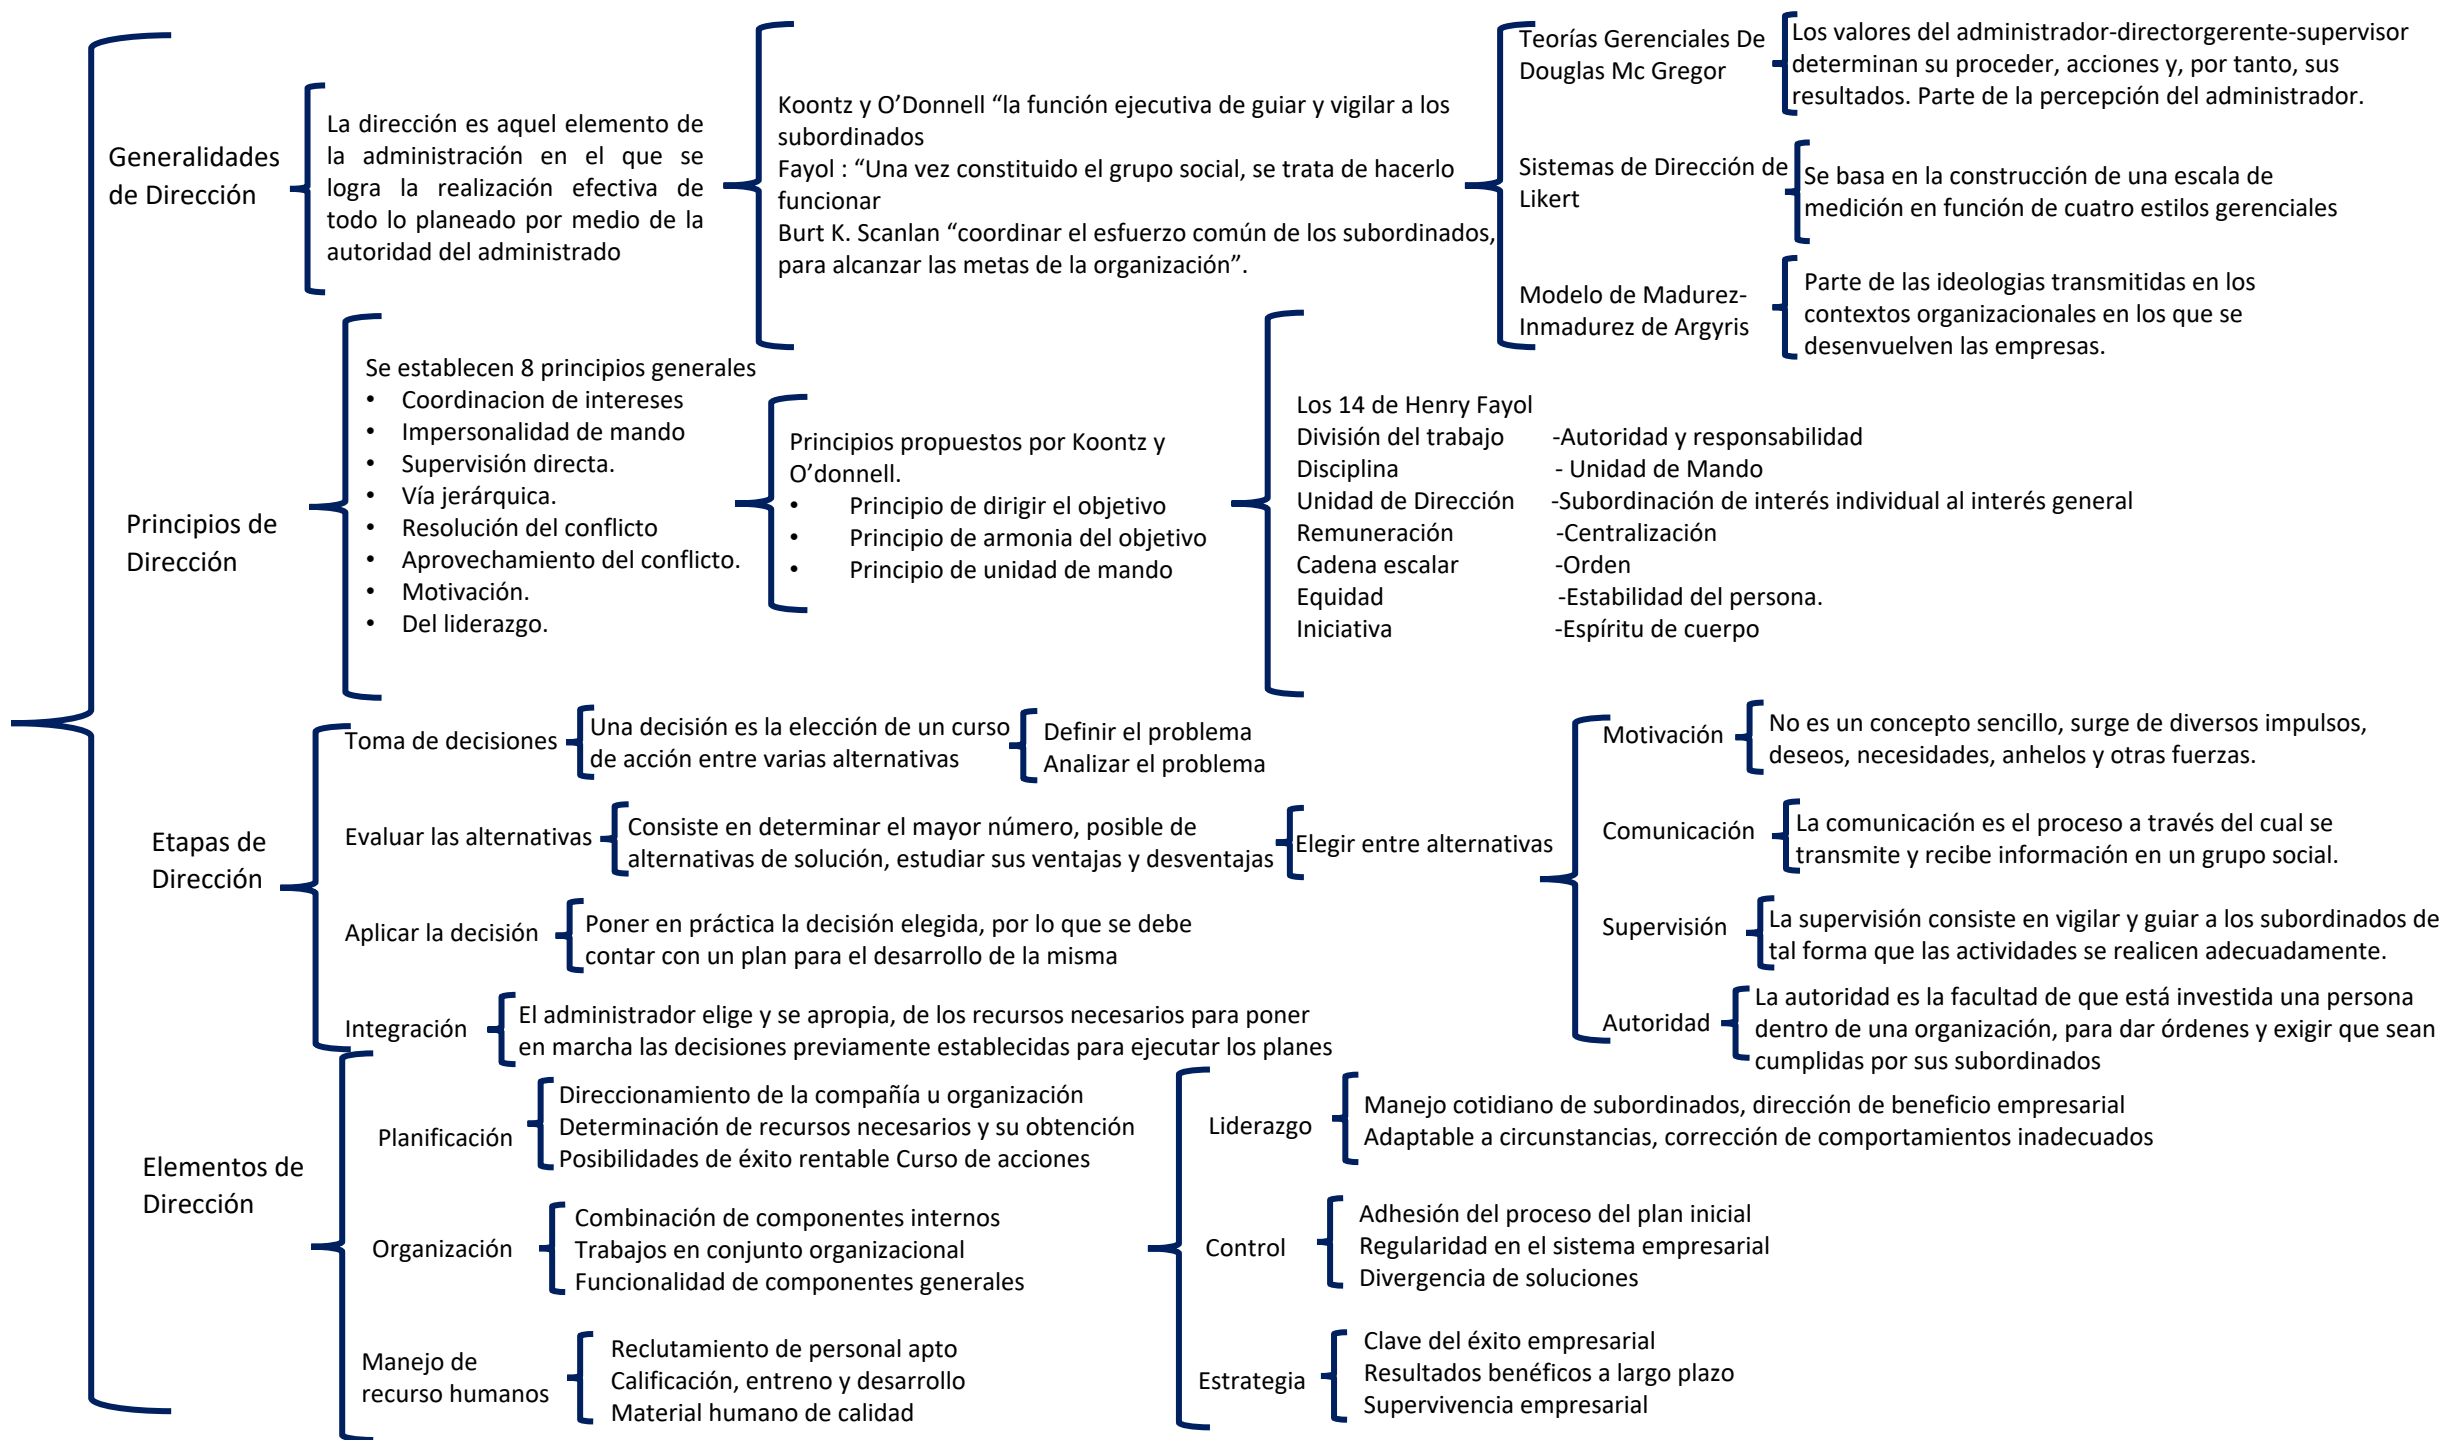 Generalidades
de Dirección
La dirección es aquel elemento de
la administración en el que se
logra la realización efectiva de
todo lo planeado por medio de la
autoridad del administrado
Koontz y O’Donnell “la función ejecutiva de guiar y vigilar a los
subordinados
Fayol : “Una vez constituido el grupo social, se trata de hacerlo
funcionar
Burt K. Scanlan “coordinar el esfuerzo común de los subordinados,
para alcanzar las metas de la organización”.
Teorías Gerenciales De
Douglas Mc Gregor
Los valores del administrador-directorgerente-supervisor
determinan su proceder, acciones y, por tanto, sus
resultados. Parte de la percepción del administrador.
Sistemas de Dirección de
Likert
Se basa en la construcción de una escala de
medición en función de cuatro estilos gerenciales
Modelo de Madurez-
Inmadurez de Argyris
Parte de las ideologias transmitidas en los
contextos organizacionales en los que se
desenvuelven las empresas.
Principios de
Dirección
Se establecen 8 principios generales
• Coordinacion de intereses
• Impersonalidad de mando
• Supervisión directa.
• Vía jerárquica.
• Resolución del conflicto
• Aprovechamiento del conflicto.
• Motivación.
• Del liderazgo.
Principios propuestos por Koontz y
O’donnell.
• Principio de dirigir el objetivo
• Principio de armonia del objetivo
• Principio de unidad de mando
Los 14 de Henry Fayol
División del trabajo -Autoridad y responsabilidad
Disciplina - Unidad de Mando
Unidad de Dirección -Subordinación de interés individual al interés general
Remuneración -Centralización
Cadena escalar -Orden
Equidad -Estabilidad del persona.
Iniciativa -Espíritu de cuerpo
Etapas de
Dirección
Toma de decisiones
Una decisión es la elección de un curso
de acción entre varias alternativas
Definir el problema
Analizar el problema
Evaluar las alternativas
Consiste en determinar el mayor número, posible de
alternativas de solución, estudiar sus ventajas y desventajas
Elegir entre alternativas
Aplicar la decisión
Poner en práctica la decisión elegida, por lo que se debe
contar con un plan para el desarrollo de la misma
Integración
El administrador elige y se apropia, de los recursos necesarios para poner
en marcha las decisiones previamente establecidas para ejecutar los planes
Motivación
No es un concepto sencillo, surge de diversos impulsos,
deseos, necesidades, anhelos y otras fuerzas.
Comunicación
La comunicación es el proceso a través del cual se
transmite y recibe información en un grupo social.
Supervisión
La supervisión consiste en vigilar y guiar a los subordinados de
tal forma que las actividades se realicen adecuadamente.
Autoridad
La autoridad es la facultad de que está investida una persona
dentro de una organización, para dar órdenes y exigir que sean
cumplidas por sus subordinados
Elementos de
Dirección
Planificación
Direccionamiento de la compañía u organización
Determinación de recursos necesarios y su obtención
Posibilidades de éxito rentable Curso de acciones
Organización
Combinación de componentes internos
Trabajos en conjunto organizacional
Funcionalidad de componentes generales
Manejo de
recurso humanos
Reclutamiento de personal apto
Calificación, entreno y desarrollo
Material humano de calidad
Liderazgo
Manejo cotidiano de subordinados, dirección de beneficio empresarial
Adaptable a circunstancias, corrección de comportamientos inadecuados
Control
Adhesión del proceso del plan inicial
Regularidad en el sistema empresarial
Divergencia de soluciones
Estrategia
Clave del éxito empresarial
Resultados benéficos a largo plazo
Supervivencia empresarial